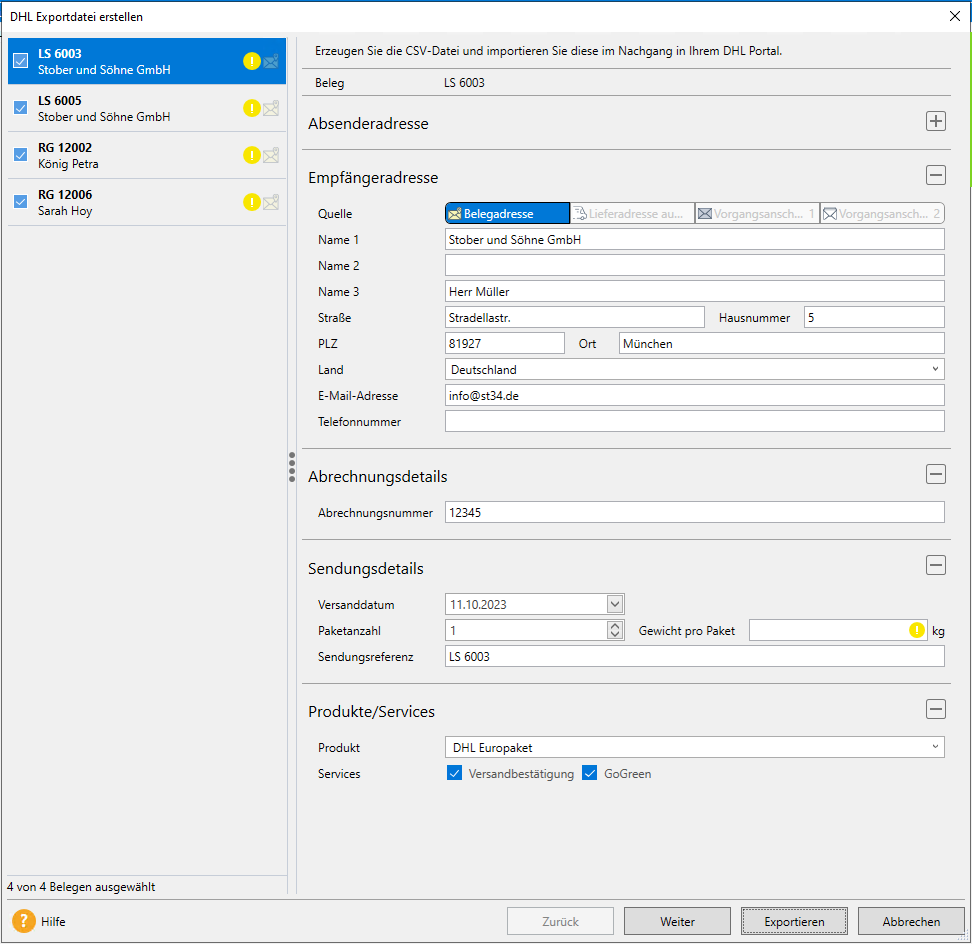 DHL Exportdatei erstellen
LS 6003
Stober und Söhne GmbH
LS 6005
Stober und Söhne GmbH
RG 12002
König Petra
RG 12006
Sarah Hoy
4 von 4 Belegen ausgewählt
Erzeugen Sie die CSV-Datei und importieren Sie diese im Nachgang in Ihrem DHL Portal.
Beleg LS 6003
Absenderadresse
Empfängeradresse
Quelle Belegadresse Lieferadresse au... Vorgangsansch... 1 Vorgangsansch... 2
Name 1 Stober und Söhne GmbH
Name 2
Name 3 Herr Müller
Straße Stradellastr. Hausnummer 5
PLZ 81927 Ort München
Land Deutschland
E-Mail-Adresse info@st34.de
Telefonnummer
Abrechnungsdetails
Abrechnungsnummer 12345
Sendungsdetails
Versanddatum 11.10.2023
Paketanzahl 1 Gewicht pro Paket kg
Sendungsreferenz LS 6003
Produkte/Services
Produkt DHL Europaket
Services Versandbestätigung GoGreen
Hilfe Zurück Weiter Exportieren Abbrechen